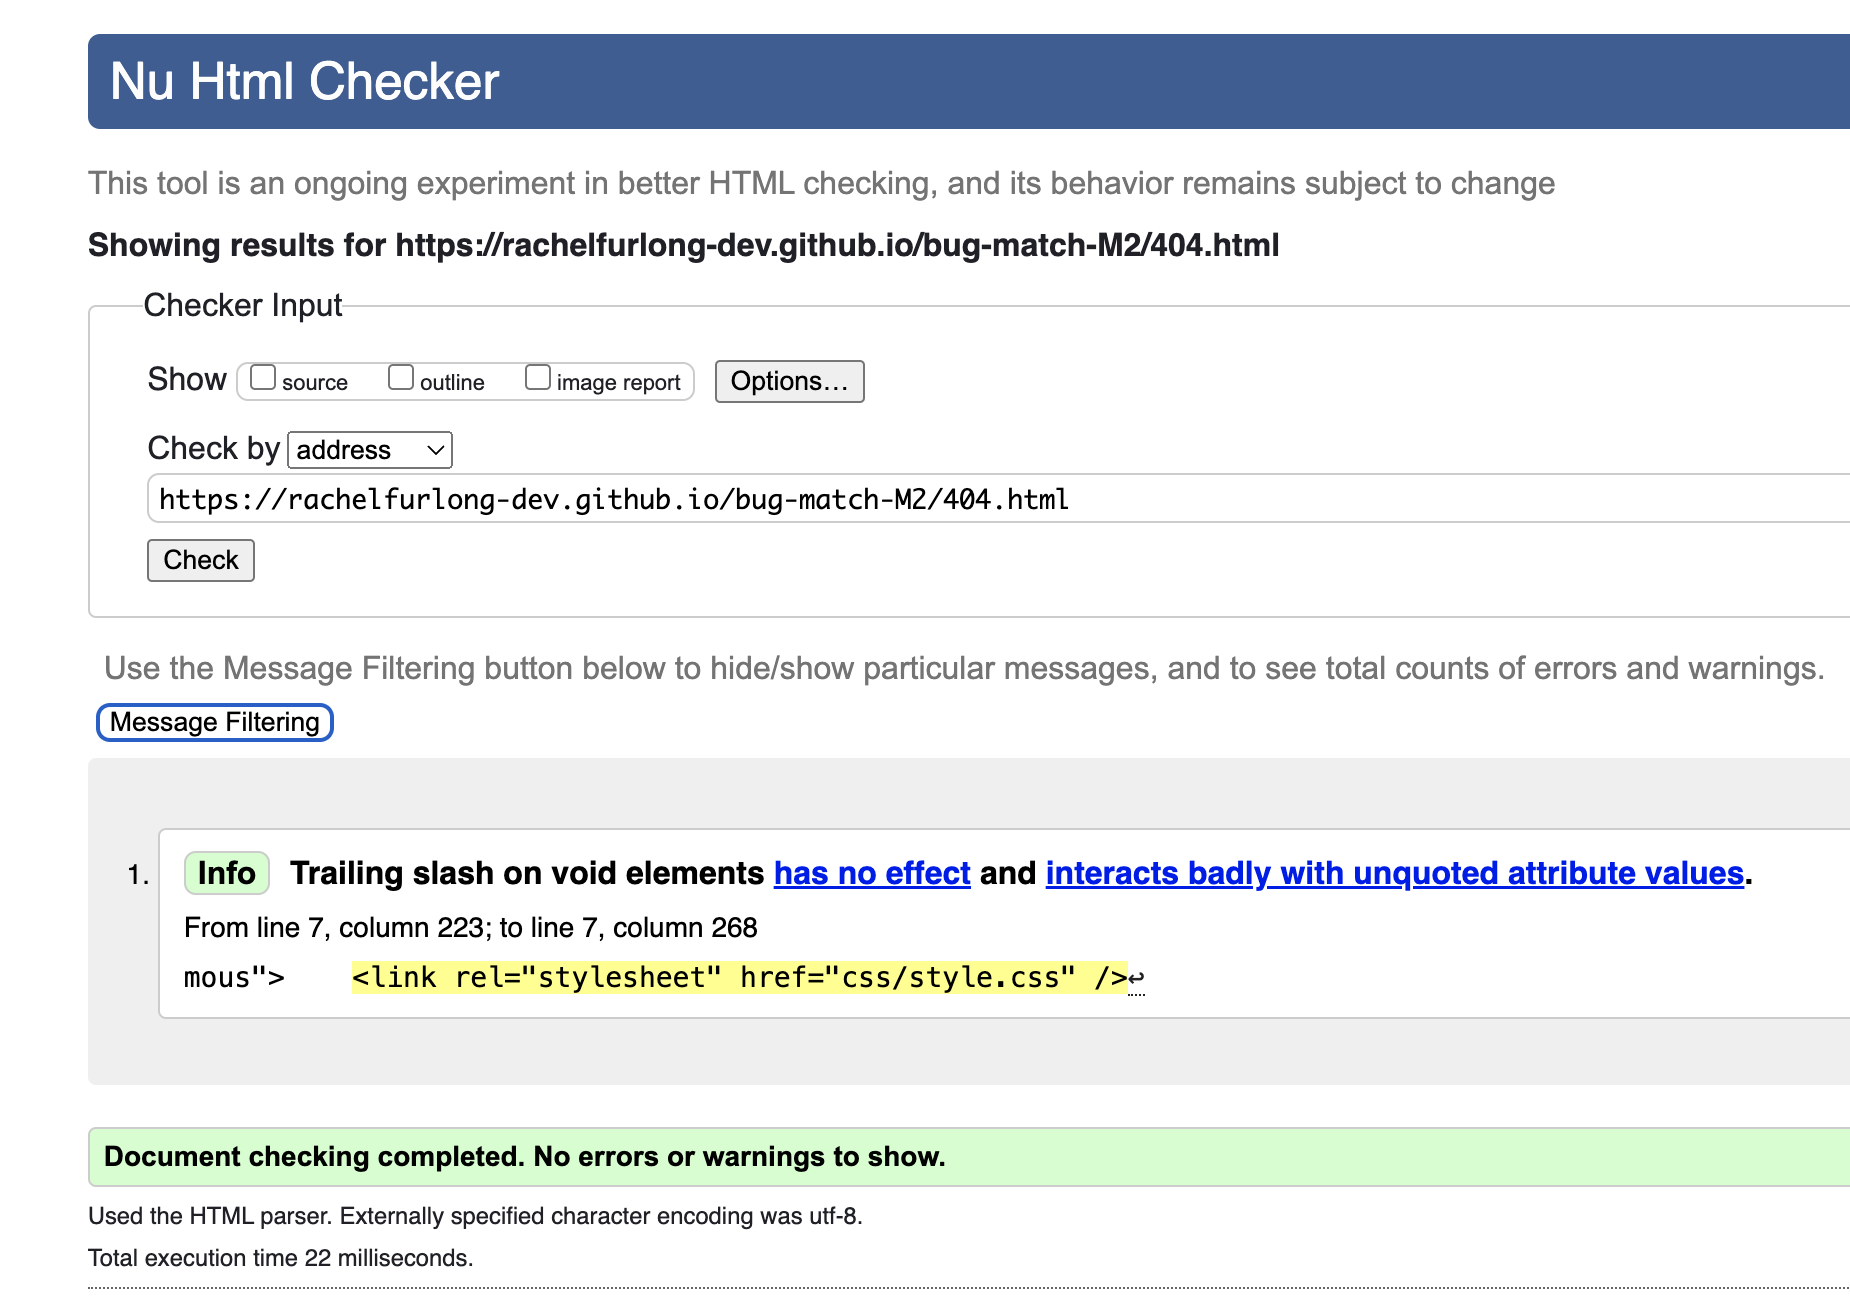 Nu Html Checker
This tool is an ongoing experiment in better HTML checking, and its behavior remains subject to change
Showing results for https://rachelfurlong-dev.github.io/bug-match-M2/404.html
Checker Input
Show source outline image report Options...
Check by address
https://rachelfurlong-dev.github.io/bug-match-M2/404.html
Check
Use the Message Filtering button below to hide/show particular messages, and to see total counts of errors and warnings.
Message Filtering
1. Info Trailing slash on void elements has no effect and interacts badly with unquoted attribute values.
From line 7, column 223; to line 7, column 268
mous">    <link rel="stylesheet" href="css/style.css" />↩
Document checking completed. No errors or warnings to show.
Used the HTML parser. Externally specified character encoding was utf-8.
Total execution time 22 milliseconds.